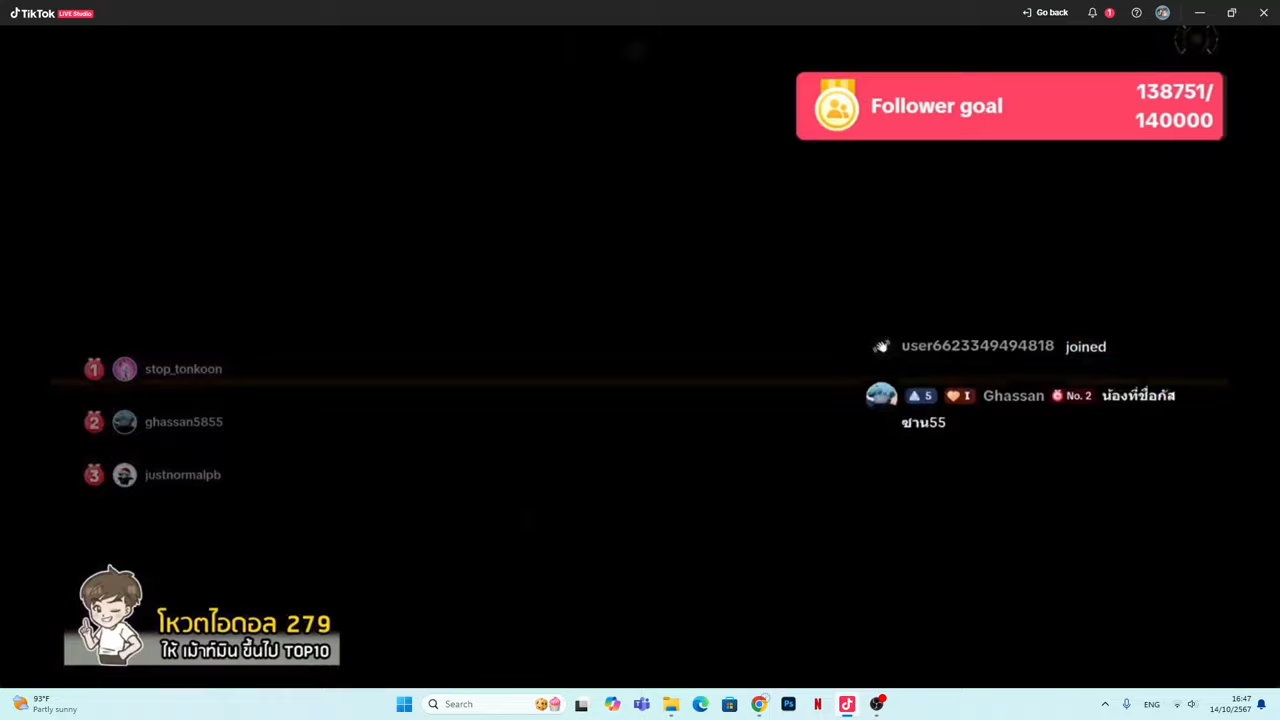 TikTok LIVE Studio
Go back
1
Follower goal
138751/
140000
user6623349494818 joined
1 stop_tonkoon
5 I Ghassan No. 2 น้องที่ชื่อกัส
ซาน55
2 ghassan5855
3 justnormalpb
โหวตไอดอล 279
ให้ เม้าท์มิน ขึ้นไป TOP10
93°F
Partly sunny
Search
ENG
16:47
14/10/2567